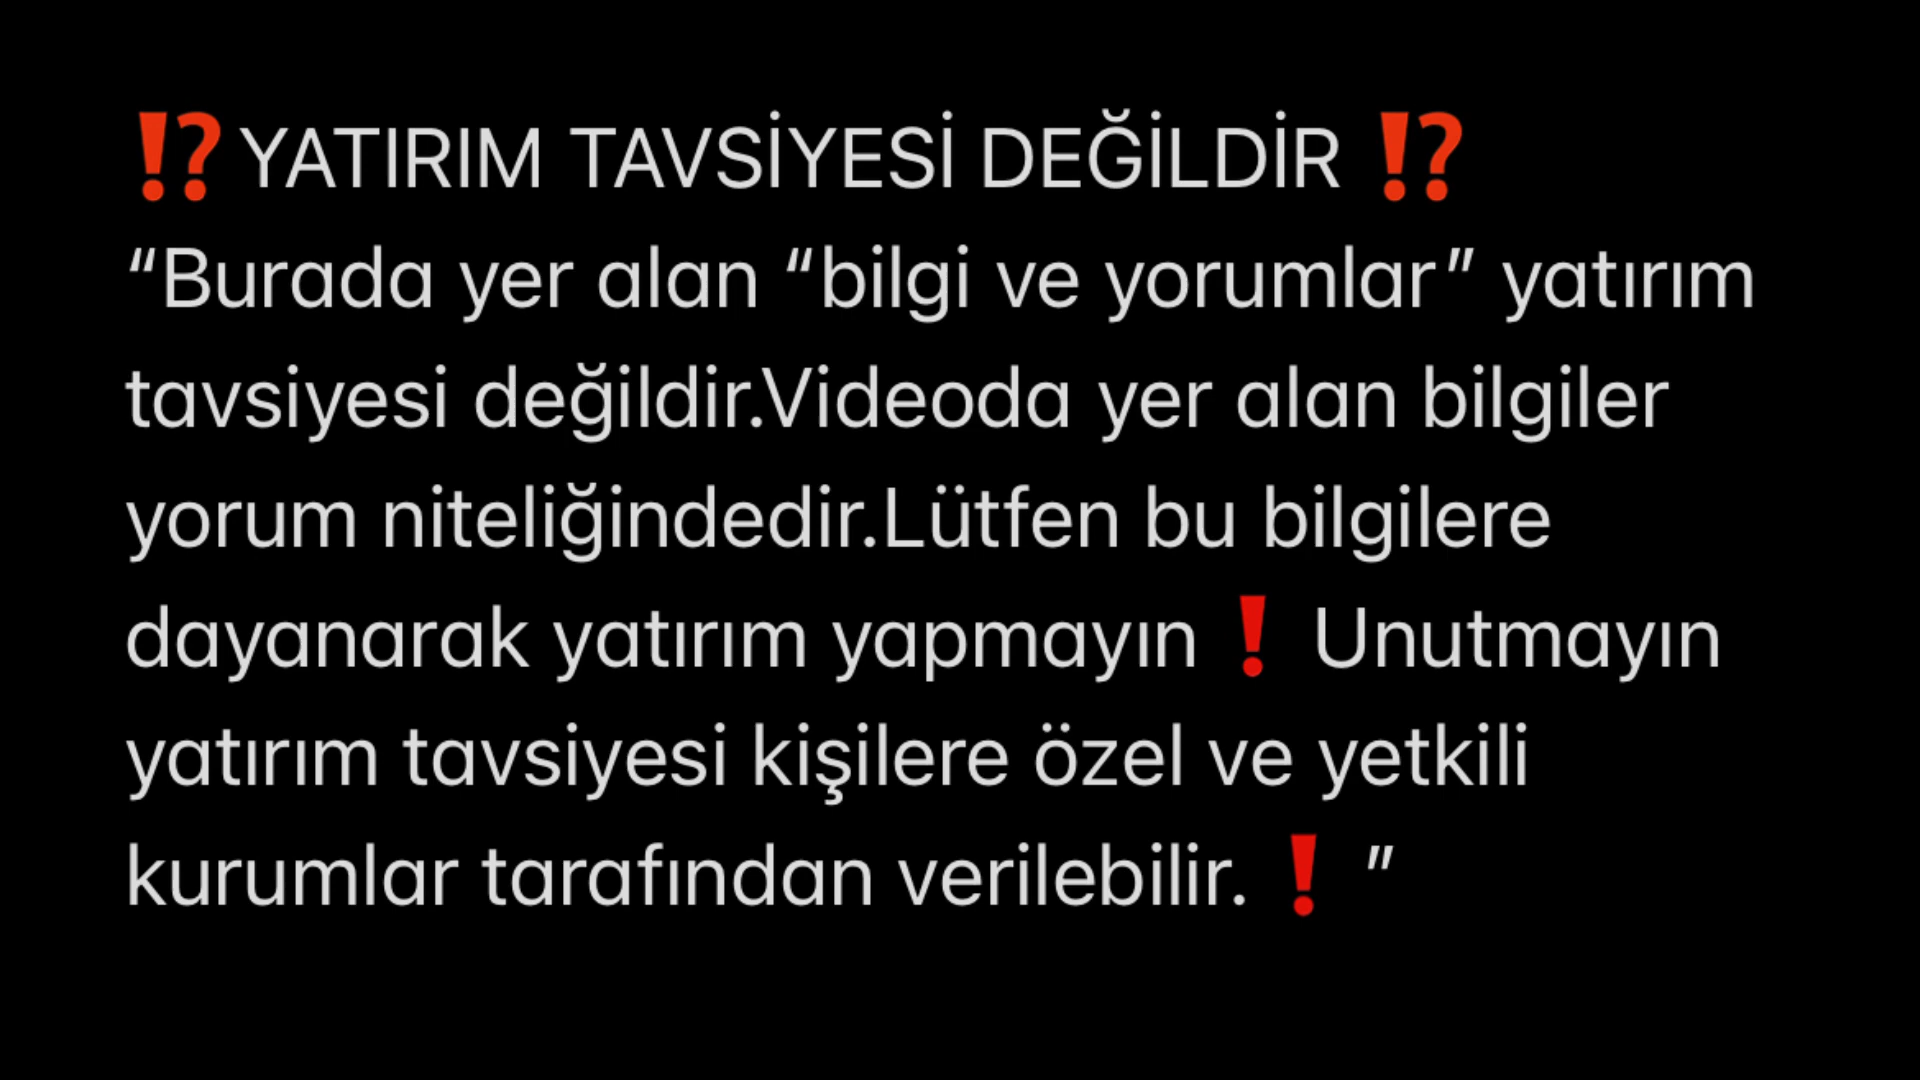 ⁉️YATIRIM TAVSİYESİ DEĞİLDİR ⁉️
“Burada yer alan “bilgi ve yorumlar” yatırım
tavsiyesi değildir.Videoda yer alan bilgiler
yorum niteliğindedir.Lütfen bu bilgilere
dayanarak yatırım yapmayın❗ Unutmayın
yatırım tavsiyesi kişilere özel ve yetkili
kurumlar tarafından verilebilir. ❗ ”